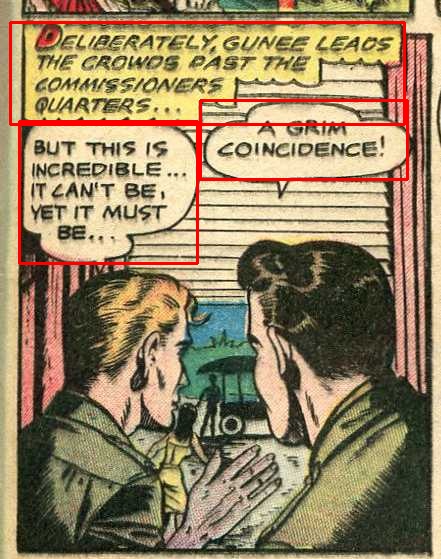 DELIBERATELY, GUNEE LEADS
THE CROWDS PAST THE
COMMISSIONERS
QUARTERS...
BUT THIS IS
INCREDIBLE...
IT CAN'T BE,
YET IT MUST
BE...
A GRIM
COINCIDENCE!